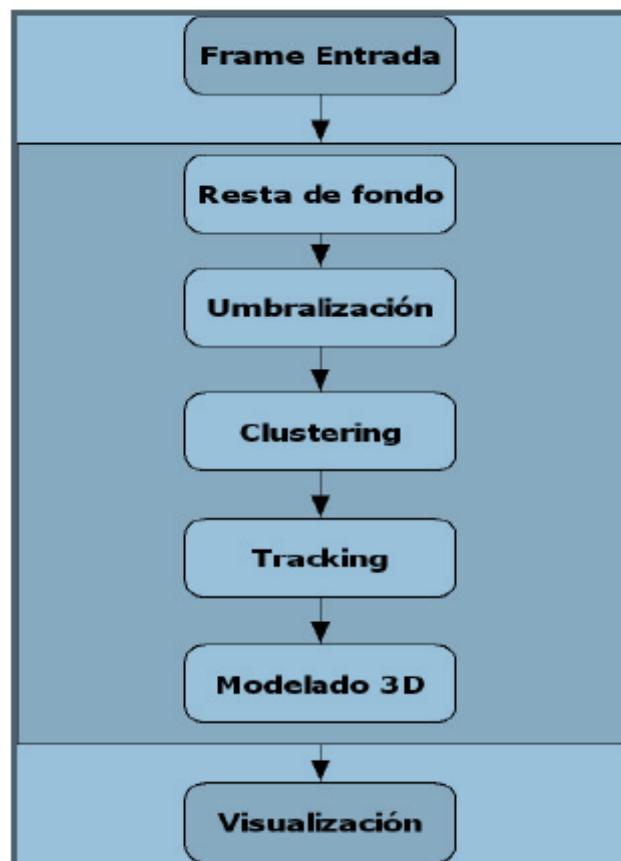 Frame Entrada
Resta de fondo
Umbralización
Clustering
Tracking
Modelado 3D
Visualización